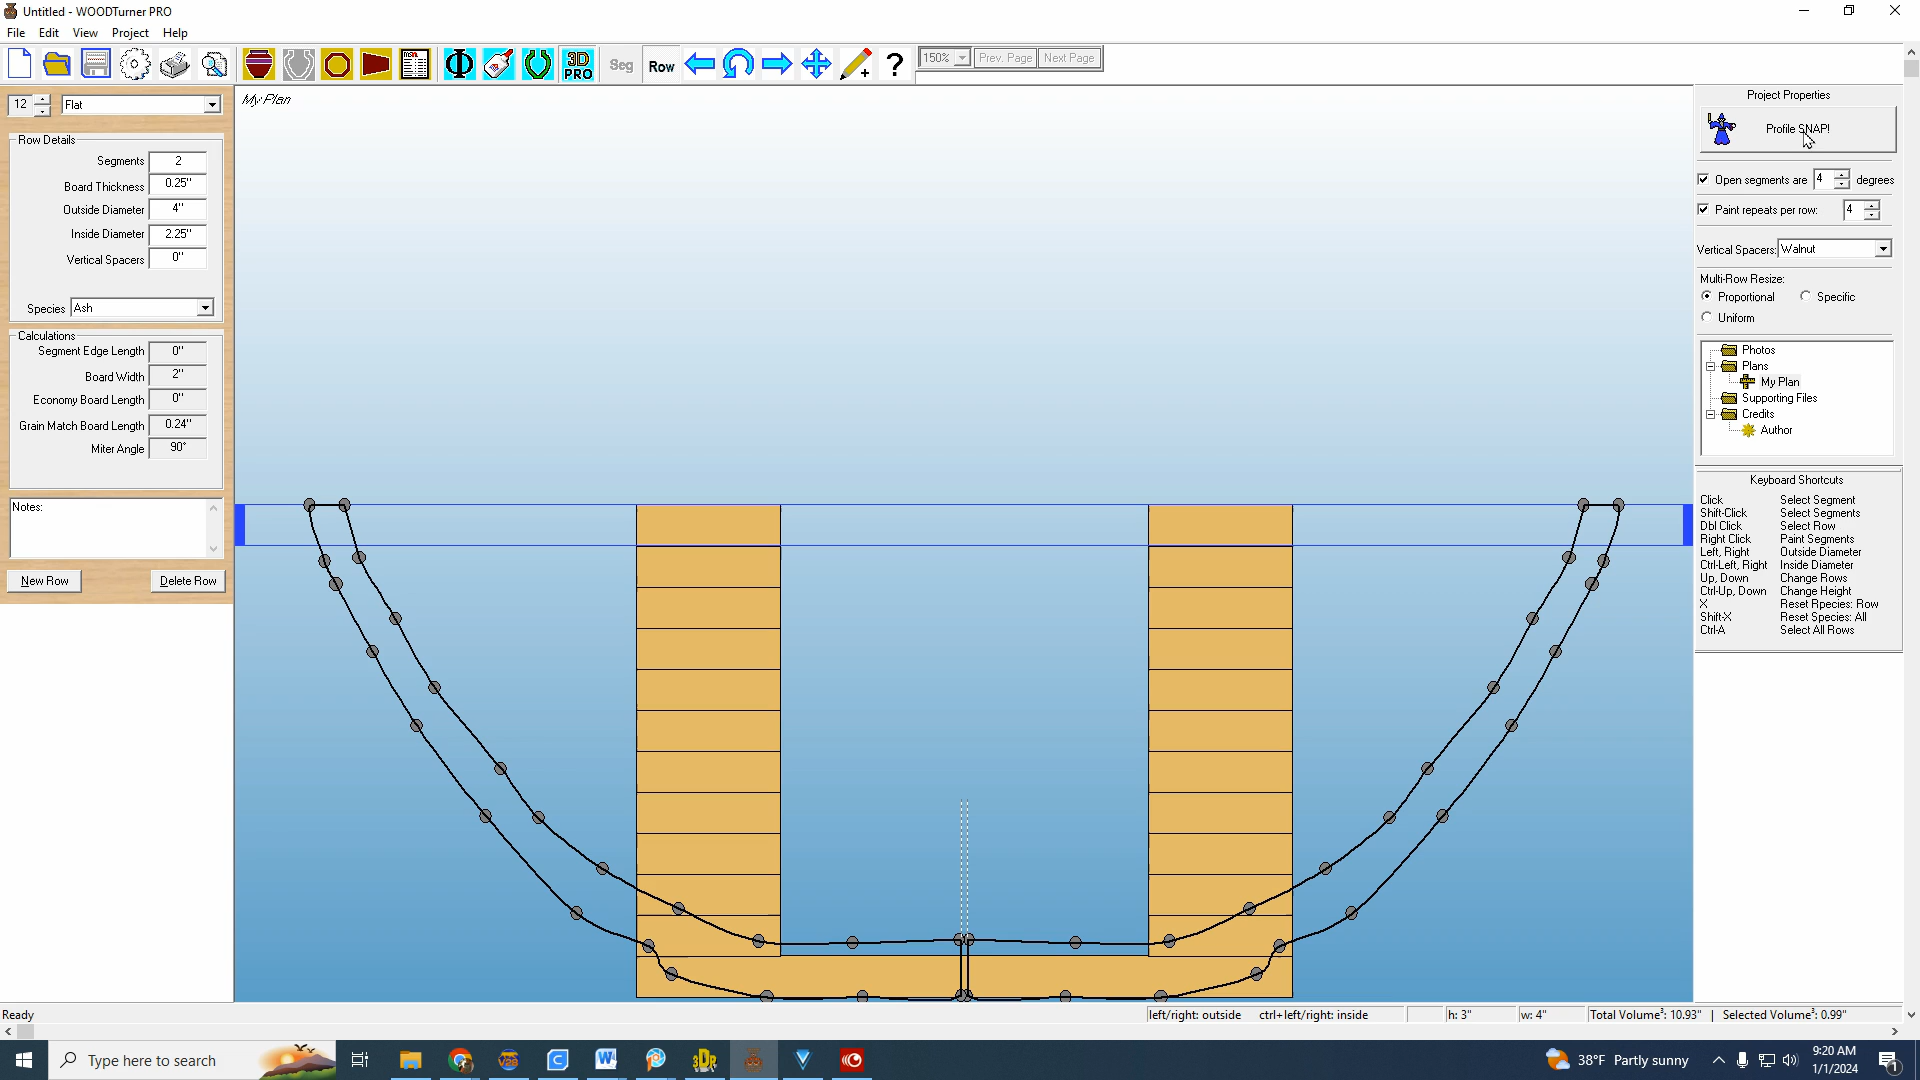 Untitled - WOODTurner PRO
File Edit View Project Help
3D PRO Seg Row ? 150% Prev. Page Next Page
12 Flat
Row Details
Segments 2
Board Thickness 0.25"
Outside Diameter 4"
Inside Diameter 2.25"
Vertical Spacers 0"
Species Ash
Calculations
Segment Edge Length 0"
Board Width 2"
Economy Board Length 0"
Grain Match Board Length 0.24"
Miter Angle 90°
Notes:
New Row Delete Row
My Plan
Project Properties
Profile SNAP!
Open segments are 4 degrees
Paint repeats per row: 4
Vertical Spacers: Walnut
Multi-Row Resize:
Proportional Specific
Uniform
Photos
Plans
My Plan
Supporting Files
Credits
Author
Keyboard Shortcuts
Click Select Segment
Shift-Click Select Segments
Dbl Click Select Row
Right Click Paint Segments
Left, Right Outside Diameter
Ctrl-Left, Right Inside Diameter
Up, Down Change Rows
Ctrl-Up, Down Change Height
X Reset Rpecies: Row
Shift-X Reset Species: All
Ctrl-A Select All Rows
Ready left/right: outside ctrl+left/right: inside h: 3" w: 4" Total Volume³: 10.93" | Selected Volume³: 0.99"
Type here to search 38°F Partly sunny 9:20 AM
1/1/2024